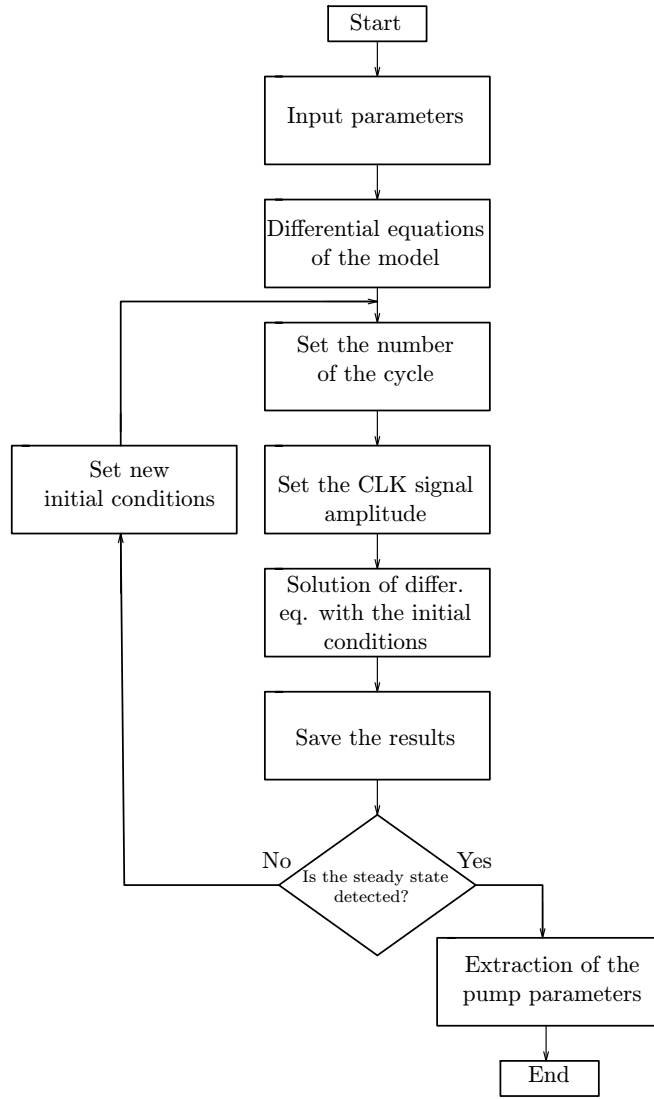 Start
Input parameters
Differential equations
of the model
Set the number
of the cycle
Set new
initial conditions
Set the CLK signal
amplitude
Solution of differ.
eq. with the initial
conditions
Save the results
No
Yes
Is the steady state
detected?
Extraction of the
pump parameters
End